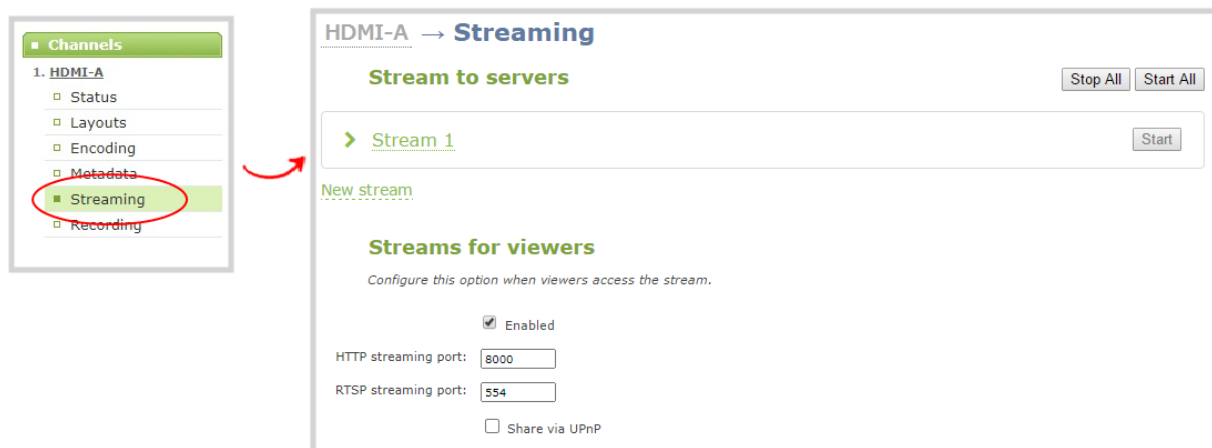 Channels
1. HDMI-A
Status
Layouts
Encoding
Metadata
Streaming
Recording
HDMI-A → Streaming
Stream to servers
Stop All Start All
Stream 1
Start
New stream
Streams for viewers
Configure this option when viewers access the stream.
Enabled
HTTP streaming port: 8000
RTSP streaming port: 554
Share via UPnP